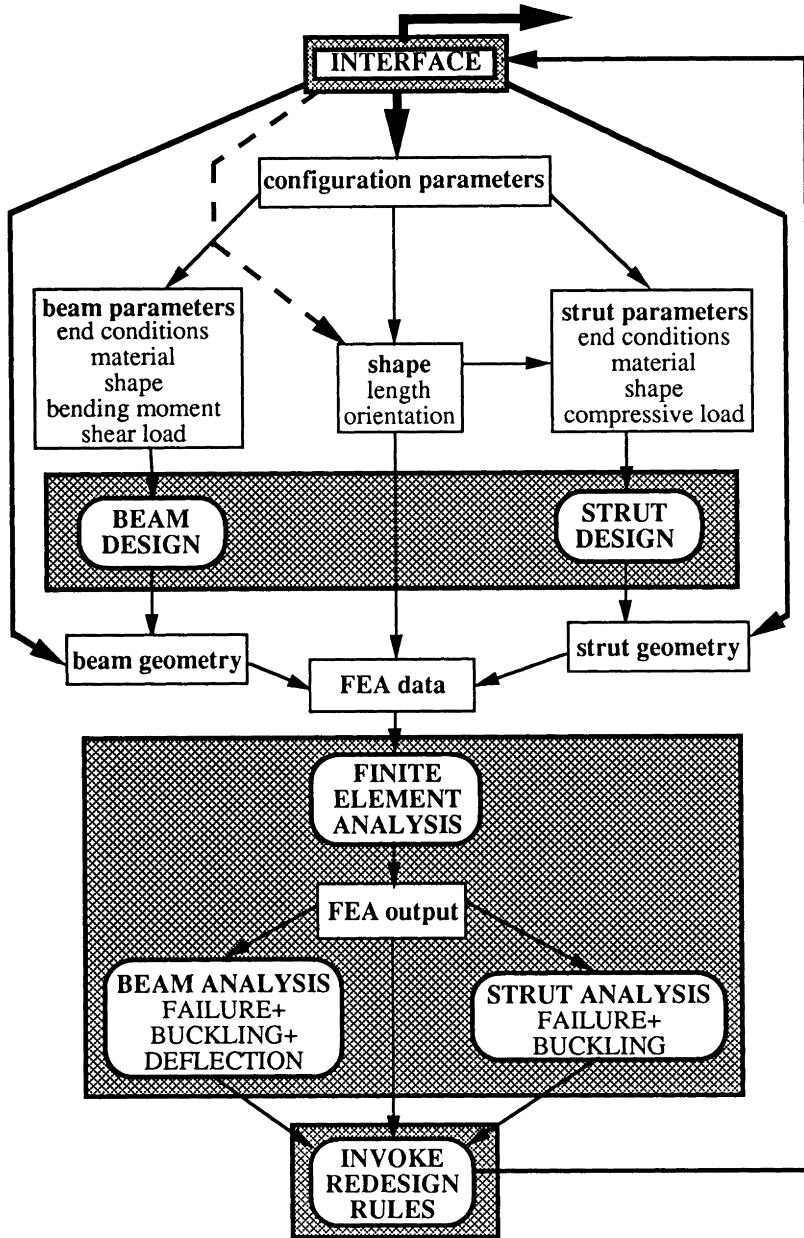 INTERFACE
configuration parameters
beam parameters
end conditions
material
shape
bending moment
shear load
shape
length
orientation
strut parameters
end conditions
material
shape
compressive load
BEAM
DESIGN
STRUT
DESIGN
beam geometry
FEA data
strut geometry
FINITE
ELEMENT
ANALYSIS
FEA output
BEAM ANALYSIS
FAILURE+
BUCKLING+
DEFLECTION
STRUT ANALYSIS
FAILURE+
BUCKLING
INVOKE
REDESIGN
RULES